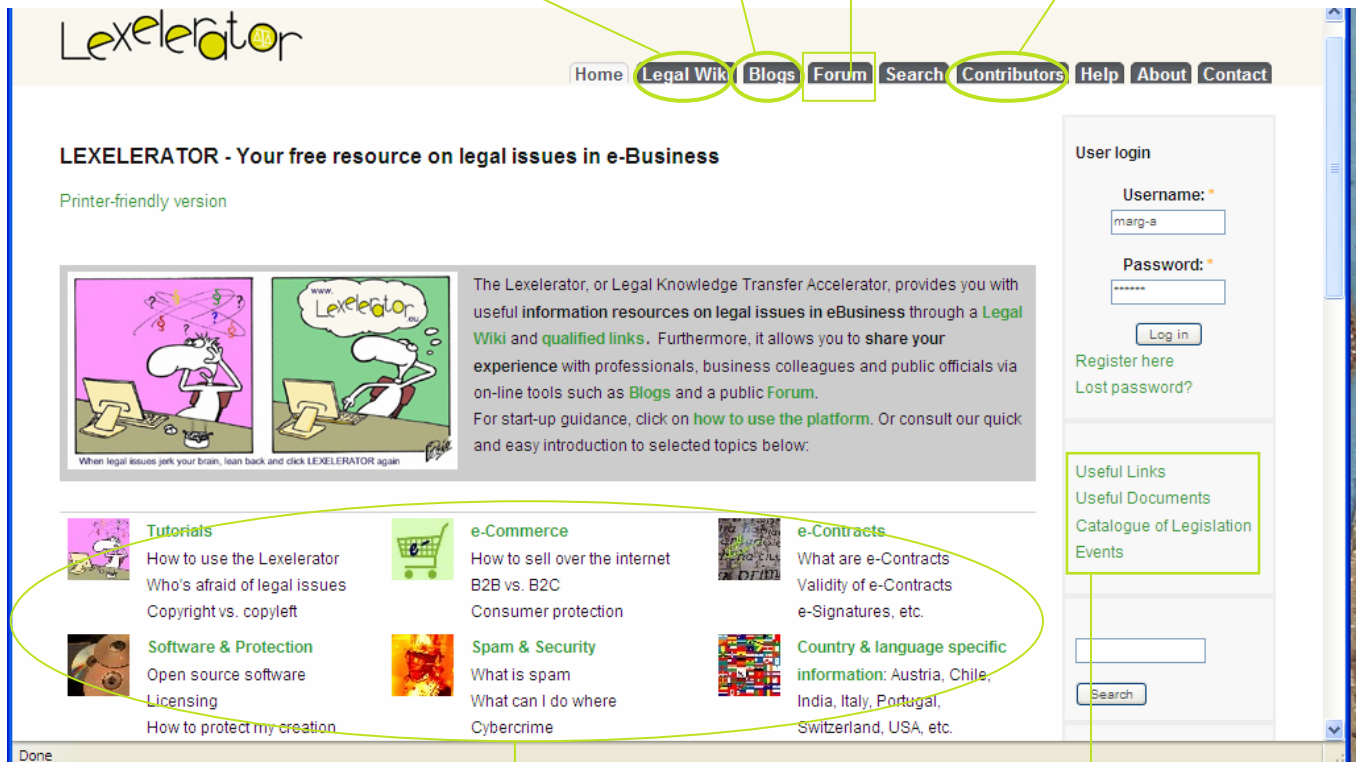 Lexelerator
Home Legal Wiki Blogs Forum Search Contributors Help About Contact
LEXELERATOR - Your free resource on legal issues in e-Business
Printer-friendly version
www.
Lexelerator
.eu
When legal issues jerk your brain, lean back and click LEXELERATOR again
The Lexelerator, or Legal Knowledge Transfer Accelerator, provides you with
useful information resources on legal issues in eBusiness through a Legal
Wiki and qualified links. Furthermore, it allows you to share your
experience with professionals, business colleagues and public officials via
on-line tools such as Blogs and a public Forum.
For start-up guidance, click on how to use the platform. Or consult our quick
and easy introduction to selected topics below:
Tutorials
How to use the Lexelerator
Who's afraid of legal issues
Copyright vs. copyleft
e-Commerce
How to sell over the internet
B2B vs. B2C
Consumer protection
e-Contracts
What are e-Contracts
Validity of e-Contracts
e-Signatures, etc.
Software & Protection
Open source software
Licensing
How to protect my creation
Spam & Security
What is spam
What can I do where
Cybercrime
Country & language specific
information: Austria, Chile,
India, Italy, Portugal,
Switzerland, USA, etc.
User login
Username: *
marg-a
Password: *
••••••
Log in
Register here
Lost password?
Useful Links
Useful Documents
Catalogue of Legislation
Events
Search
Done